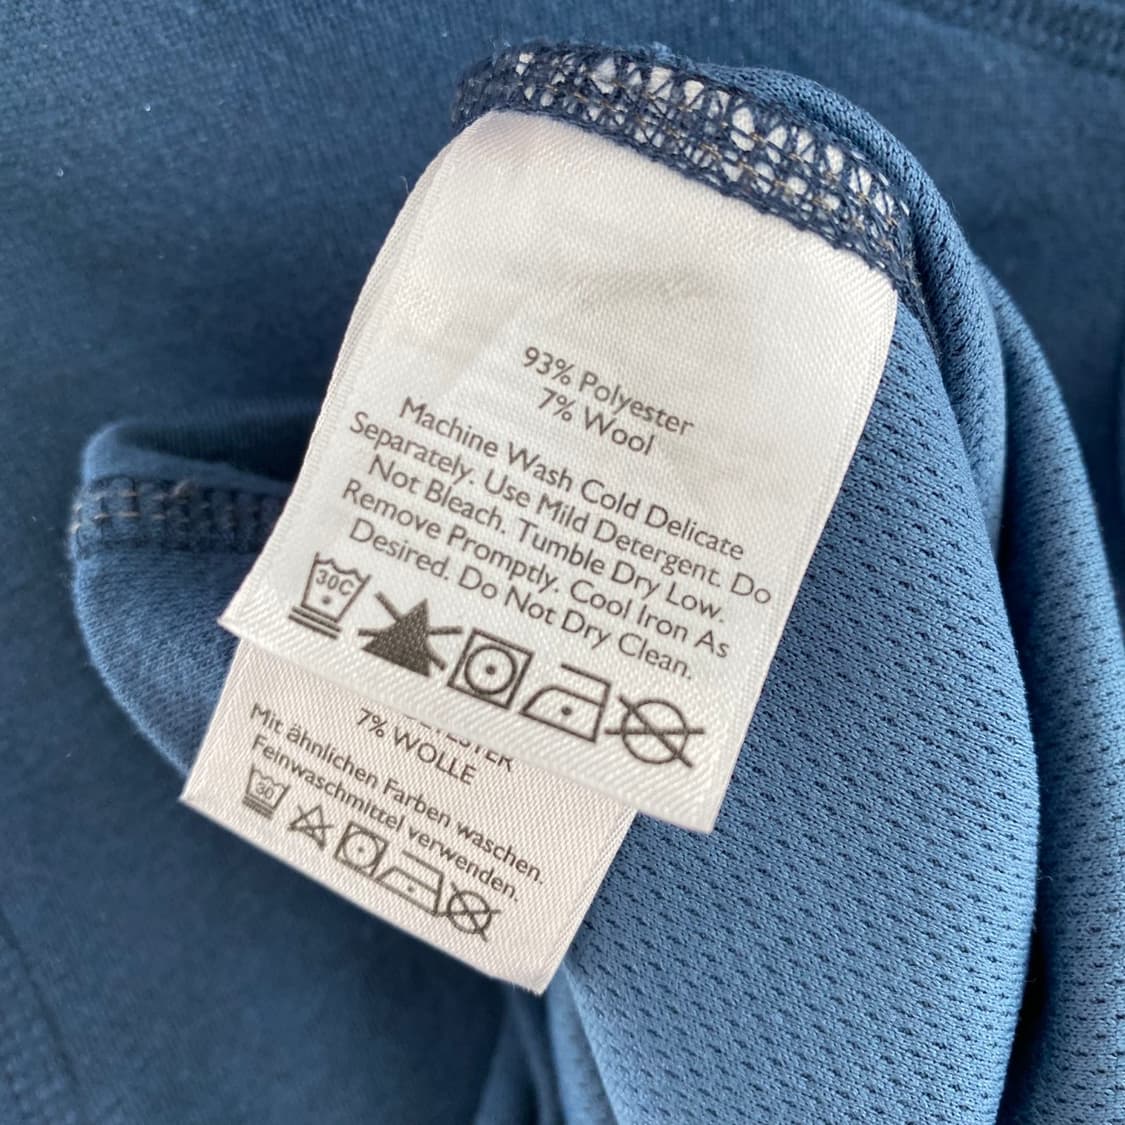 93% Polyester
7% Wool
Machine Wash Cold Delicate
Separately. Use Mild Detergent. Do
Not Bleach. Tumble Dry Low.
Remove Promptly. Cool Iron As
Desired. Do Not Dry Clean.
30C
7% WOLLE
Mit ähnlichen Farben waschen.
Feinwaschmittel verwenden.
30